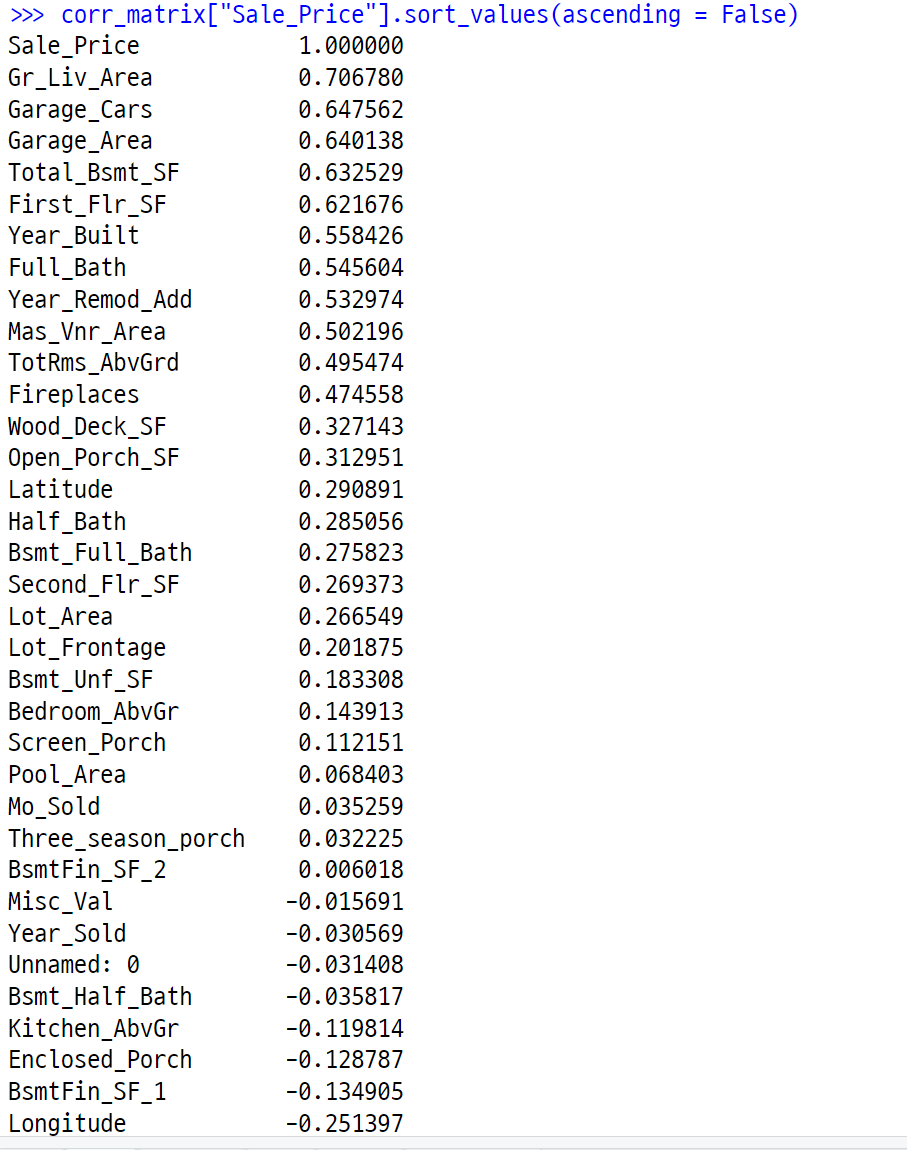 >>> corr_matrix["Sale_Price"].sort_values(ascending = False)
Sale_Price            1.000000
Gr_Liv_Area           0.706780
Garage_Cars           0.647562
Garage_Area           0.640138
Total_Bsmt_SF         0.632529
First_Flr_SF          0.621676
Year_Built            0.558426
Full_Bath             0.545604
Year_Remod_Add        0.532974
Mas_Vnr_Area          0.502196
TotRms_AbvGrd         0.495474
Fireplaces            0.474558
Wood_Deck_SF          0.327143
Open_Porch_SF         0.312951
Latitude              0.290891
Half_Bath             0.285056
Bsmt_Full_Bath        0.275823
Second_Flr_SF         0.269373
Lot_Area              0.266549
Lot_Frontage          0.201875
Bsmt_Unf_SF           0.183308
Bedroom_AbvGr         0.143913
Screen_Porch          0.112151
Pool_Area             0.068403
Mo_Sold               0.035259
Three_season_porch    0.032225
BsmtFin_SF_2          0.006018
Misc_Val             -0.015691
Year_Sold            -0.030569
Unnamed: 0           -0.031408
Bsmt_Half_Bath       -0.035817
Kitchen_AbvGr        -0.119814
Enclosed_Porch       -0.128787
BsmtFin_SF_1         -0.134905
Longitude            -0.251397